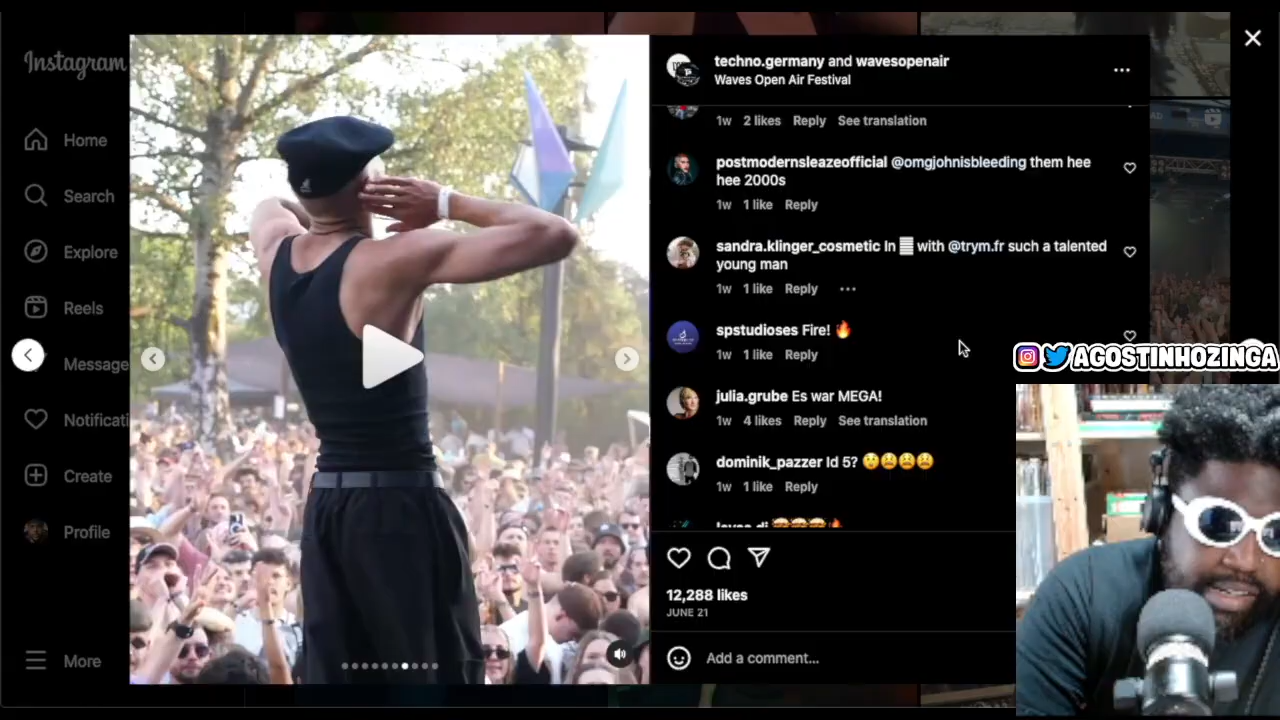 Instagram
Home
Search
Explore
Reels
Message
Notificati
Create
Profile
More
techno.germany and wavesopenair
Waves Open Air Festival
1w 2 likes Reply See translation
postmodernsleazeofficial @omgjohnisbleeding them hee
hee 2000s
1w 1 like Reply
sandra.klinger_cosmetic In with @trym.fr such a talented
young man
1w 1 like Reply
spstudioses Fire! 🔥
1w 1 like Reply
julia.grube Es war MEGA!
1w 4 likes Reply See translation
dominik_pazzer Id 5? 😲😫😫😫
1w 1 like Reply
12,288 likes
JUNE 21
Add a comment...
AGOSTINHOZINGA